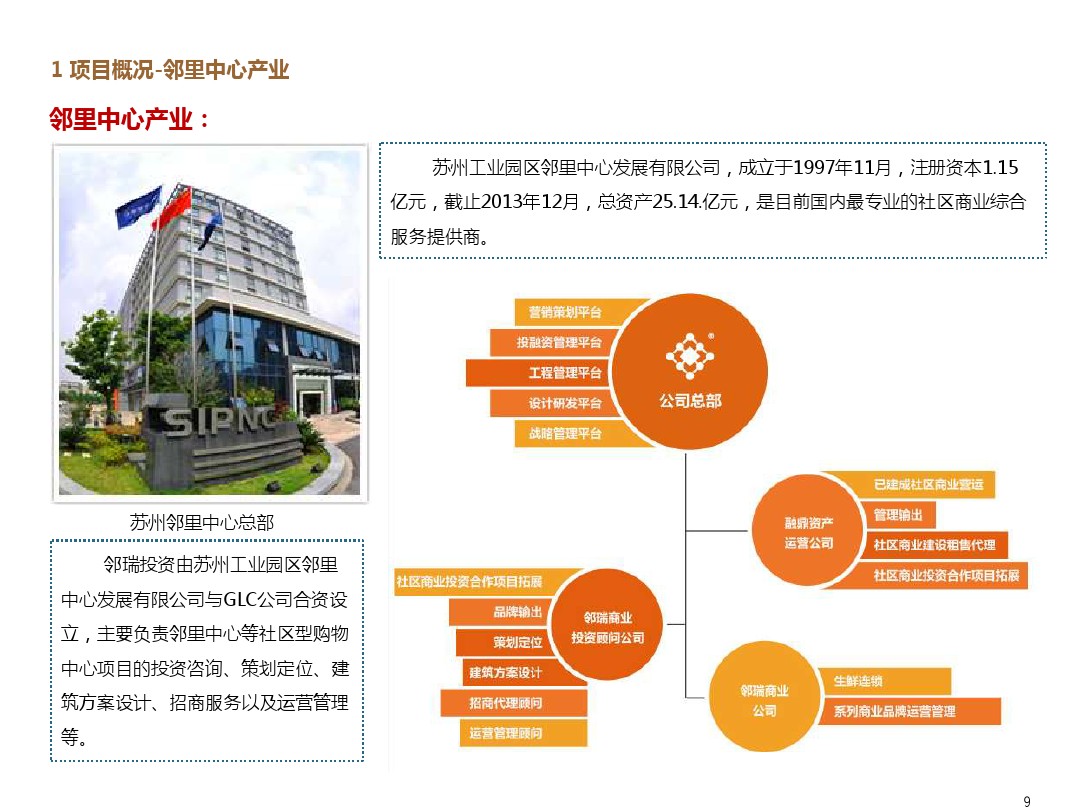 1 项目概况-邻里中心产业
邻里中心产业：
苏州工业园区邻里中心发展有限公司，成立于1997年11月，注册资本1.15
亿元，截止2013年12月，总资产25.14.亿元，是目前国内最专业的社区商业综合
服务提供商。
SIPNC
苏州邻里中心总部
邻瑞投资由苏州工业园区邻里
中心发展有限公司与GLC公司合资设
立，主要负责邻里中心等社区型购物
中心项目的投资咨询、策划定位、建
筑方案设计、招商服务以及运营管理
等。
营销策划平台
投融资管理平台
工程管理平台
设计研发平台
战略管理平台
®
公司总部
融鼎资产
运营公司
已建成社区商业营运
管理输出
社区商业建设租售代理
社区商业投资合作项目拓展
社区商业投资合作项目拓展
品牌输出
策划定位
建筑方案设计
招商代理顾问
运营管理顾问
邻瑞商业
投资顾问公司
邻瑞商业
公司
生鲜连锁
系列商业品牌运营管理
9